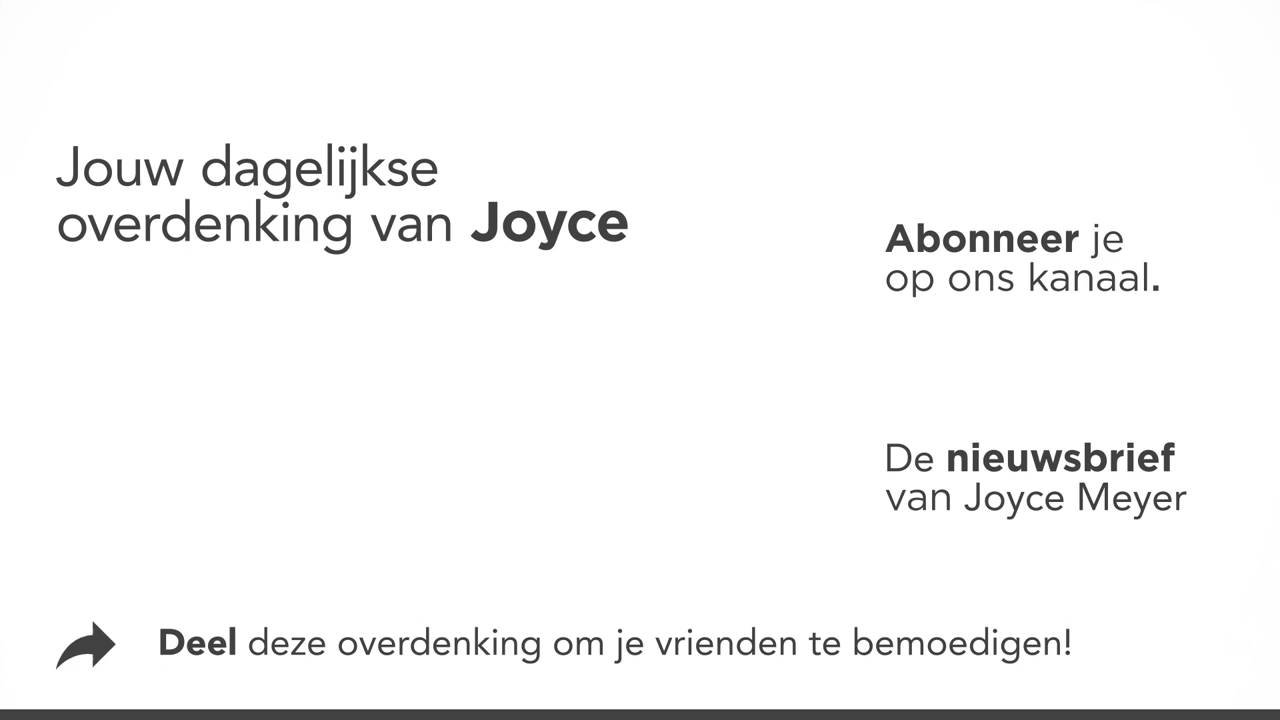 Jouw dagelijkse
overdenking van Joyce
Abonneer je
op ons kanaal.
De nieuwsbrief
van Joyce Meyer
Deel deze overdenking om je vrienden te bemoedigen!